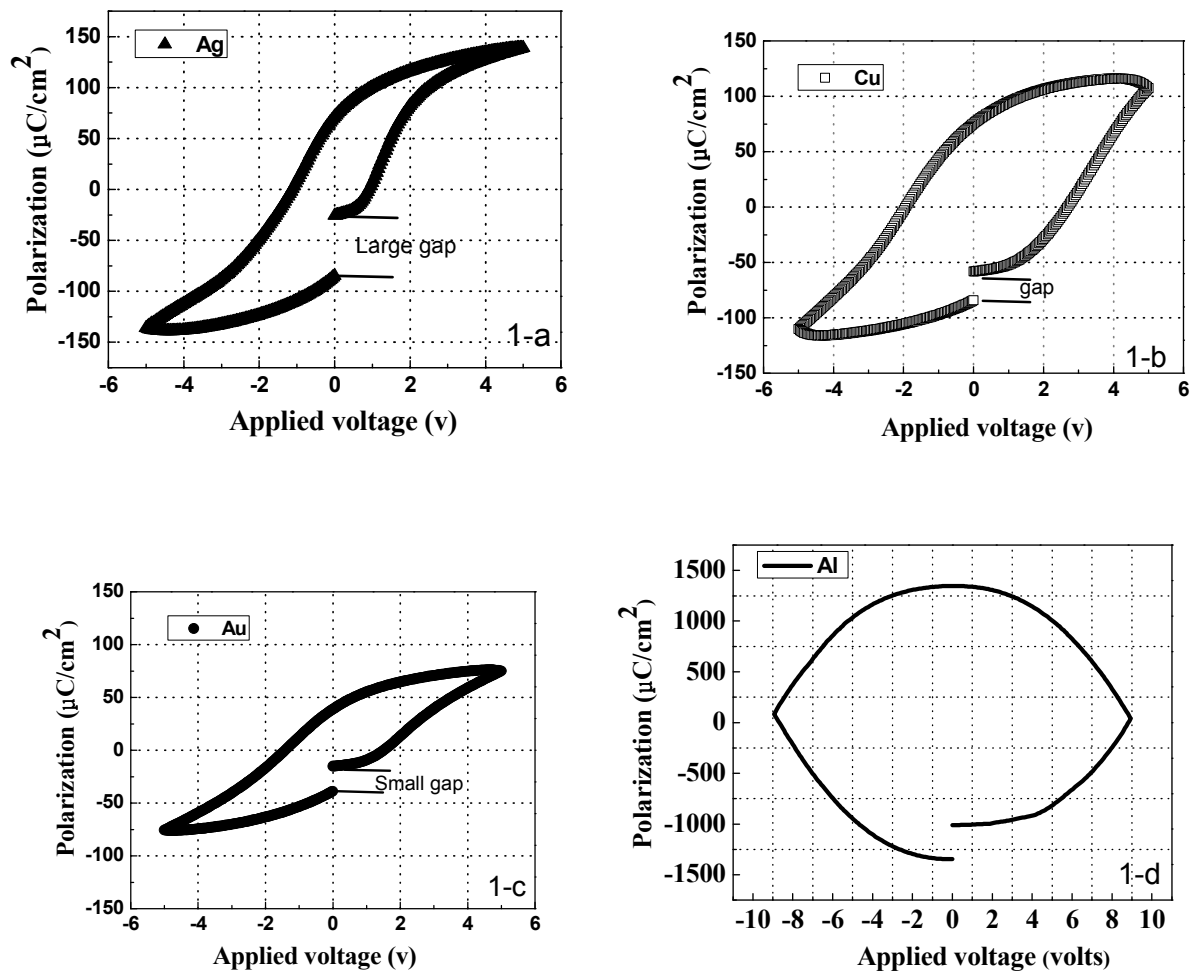 Ag
Polarization (µC/cm²)
150
100
50
0
-50
-100
-150
Large gap
1-a
-6 -4 -2 0 2 4 6
Applied voltage (v)
Cu
Polarization (µC/cm²)
150
100
50
0
-50
-100
-150
gap
1-b
-6 -4 -2 0 2 4 6
Applied voltage (v)
Au
Polarization (µC/cm²)
150
100
50
0
-50
-100
-150
Small gap
1-c
-6 -4 -2 0 2 4 6
Applied voltage (v)
Al
Polarization (µC/cm²)
1500
1000
500
0
-500
-1000
-1500
1-d
-10 -8 -6 -4 -2 0 2 4 6 8 10
Applied voltage (volts)